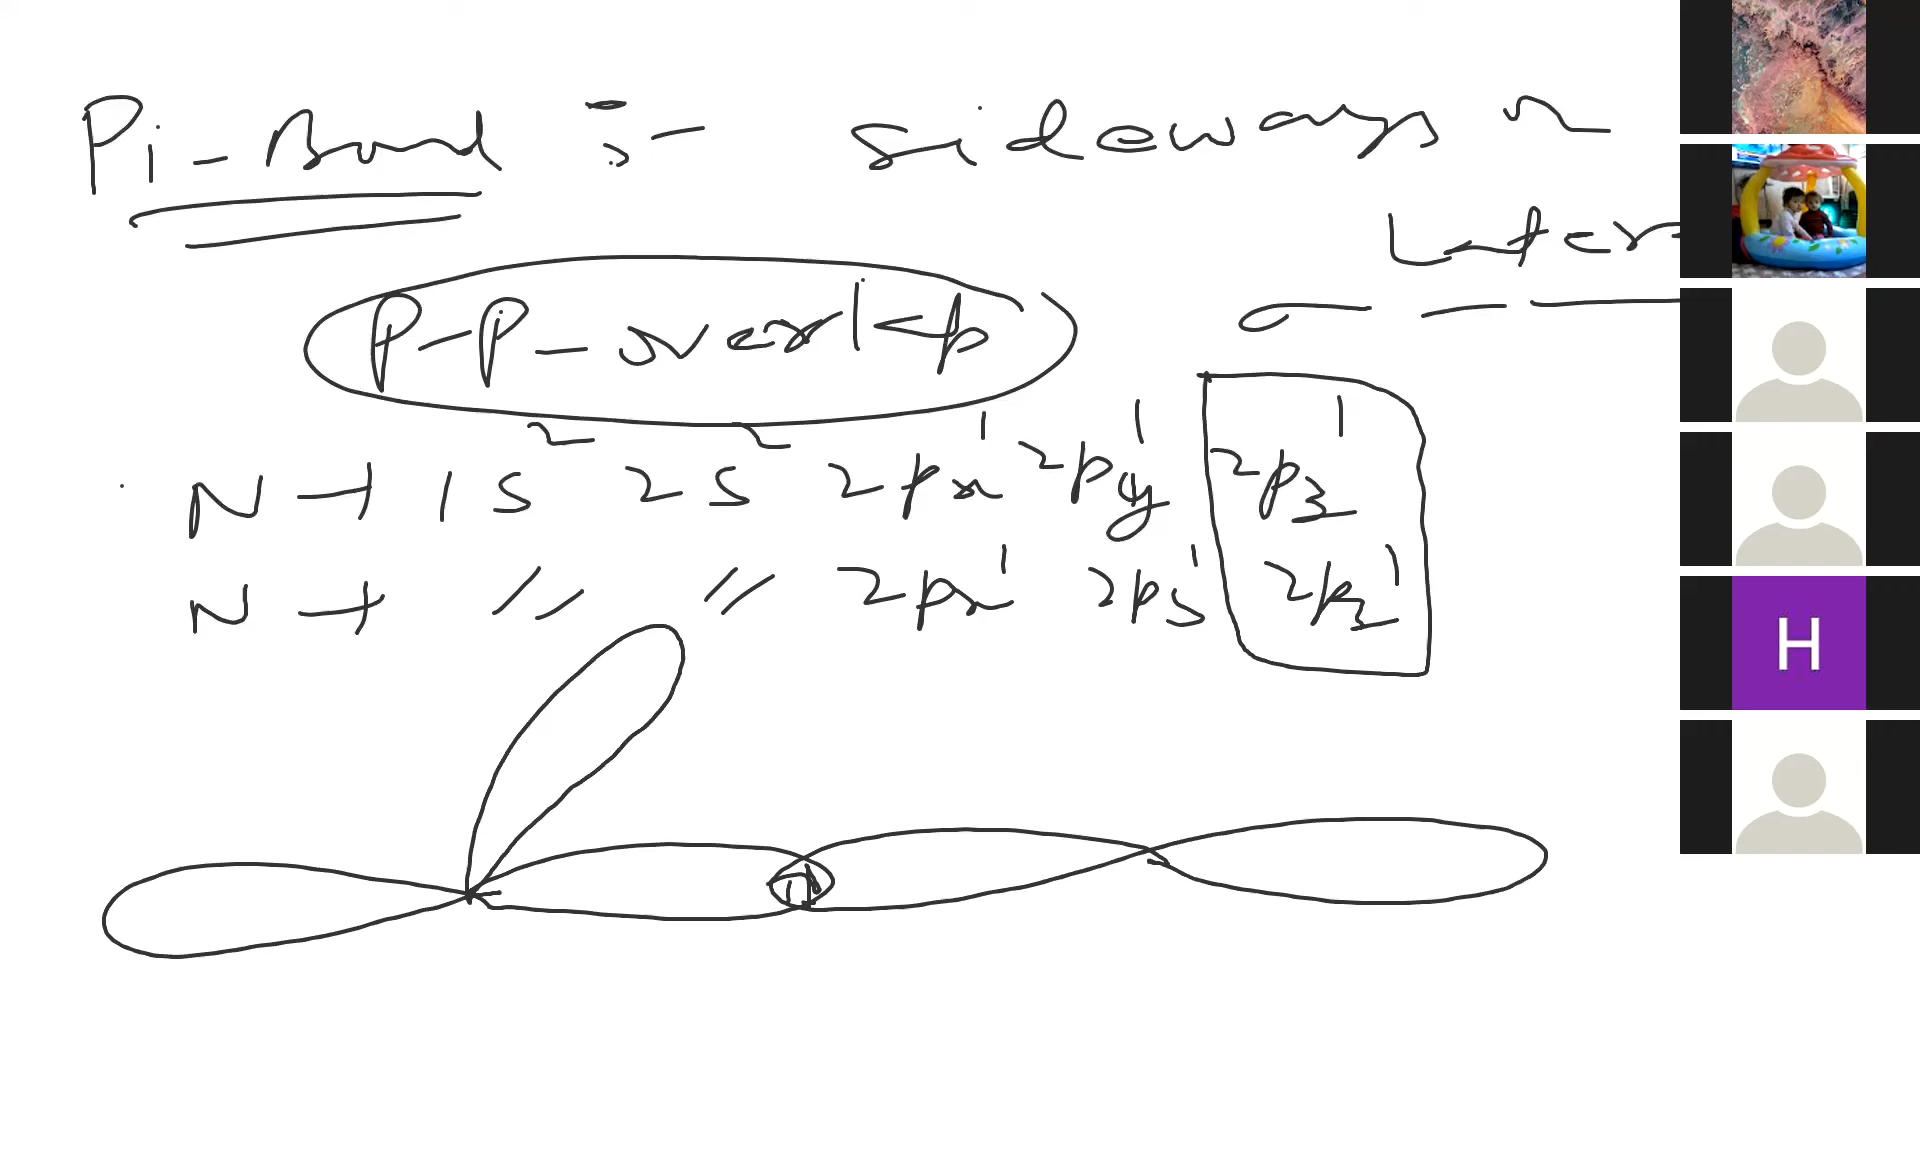 Pi-Bond :- sideways or
Later
P-P-overlap
σ
N → 1s² 2s² 2px¹ 2py¹ 2pz¹
N → " " 2px¹ 2py¹ 2pz¹
H